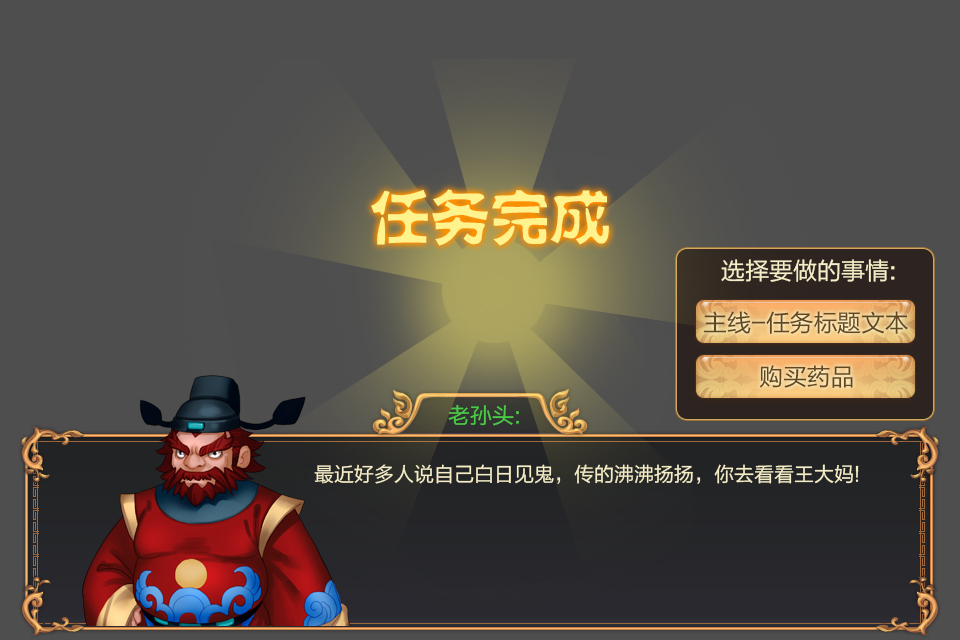 任务完成
选择要做的事情:
主线-任务标题文本
购买药品
老孙头:
最近好多人说自己白日见鬼，传的沸沸扬扬，你去看看王大妈!